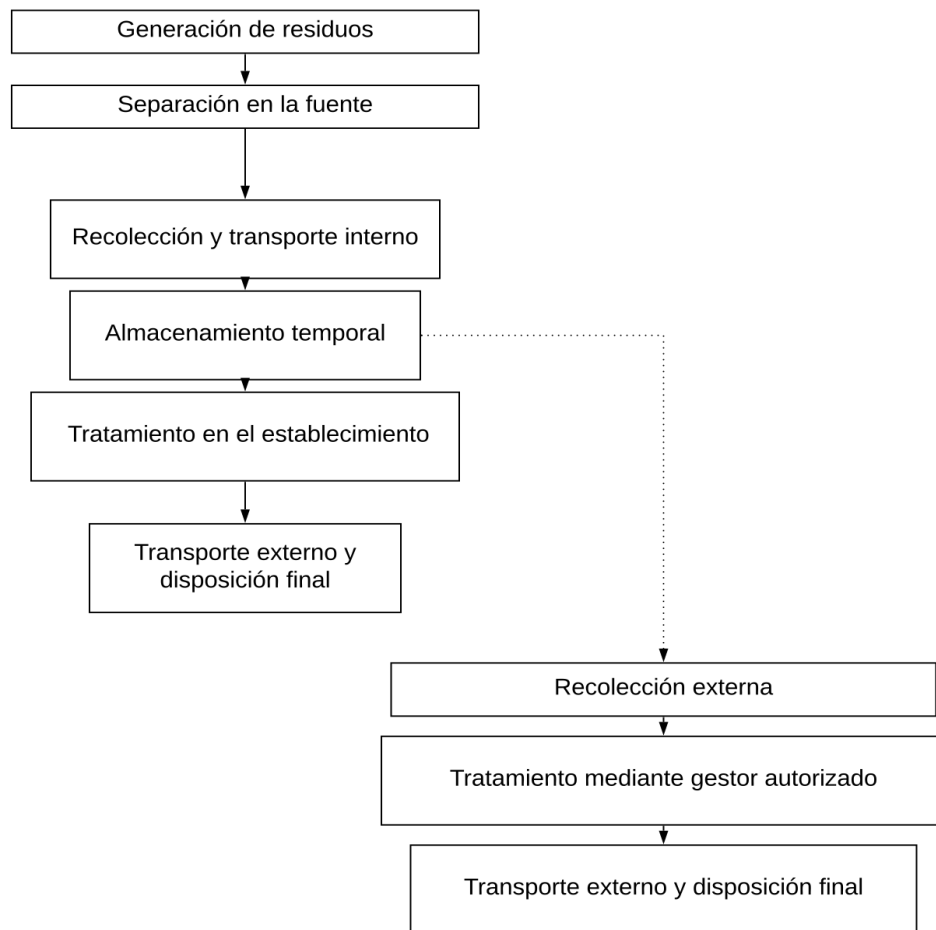 Generación de residuos
Separación en la fuente
Recolección y transporte interno
Almacenamiento temporal
Tratamiento en el establecimiento
Transporte externo y
disposición final
Recolección externa
Tratamiento mediante gestor autorizado
Transporte externo y disposición final